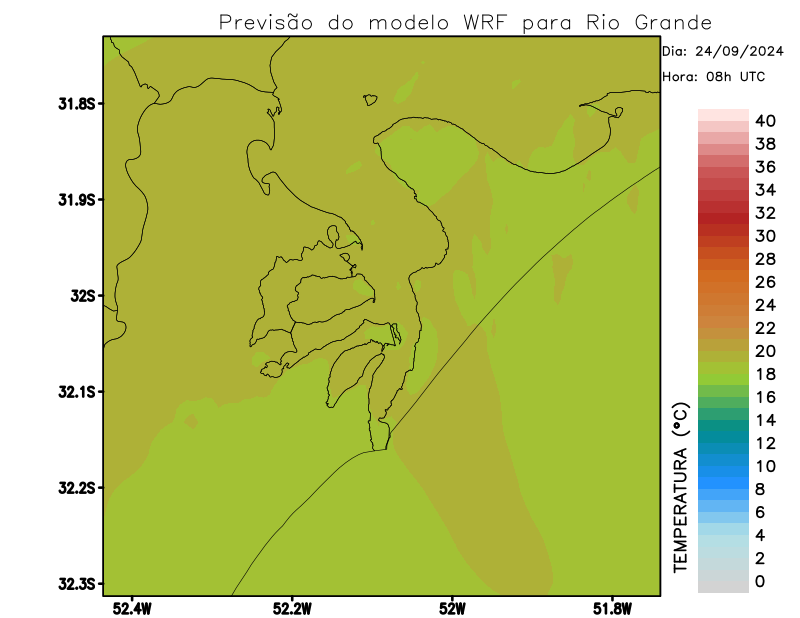 Previsão do modelo WRF para Rio Grande
Dia: 24/09/2024
Hora: 08h UTC
31.8S
31.9S
32S
32.1S
32.2S
32.3S
52.4W
52.2W
52W
51.8W
TEMPERATURA (°C)
40
38
36
34
32
30
28
26
24
22
20
18
16
14
12
10
8
6
4
2
0